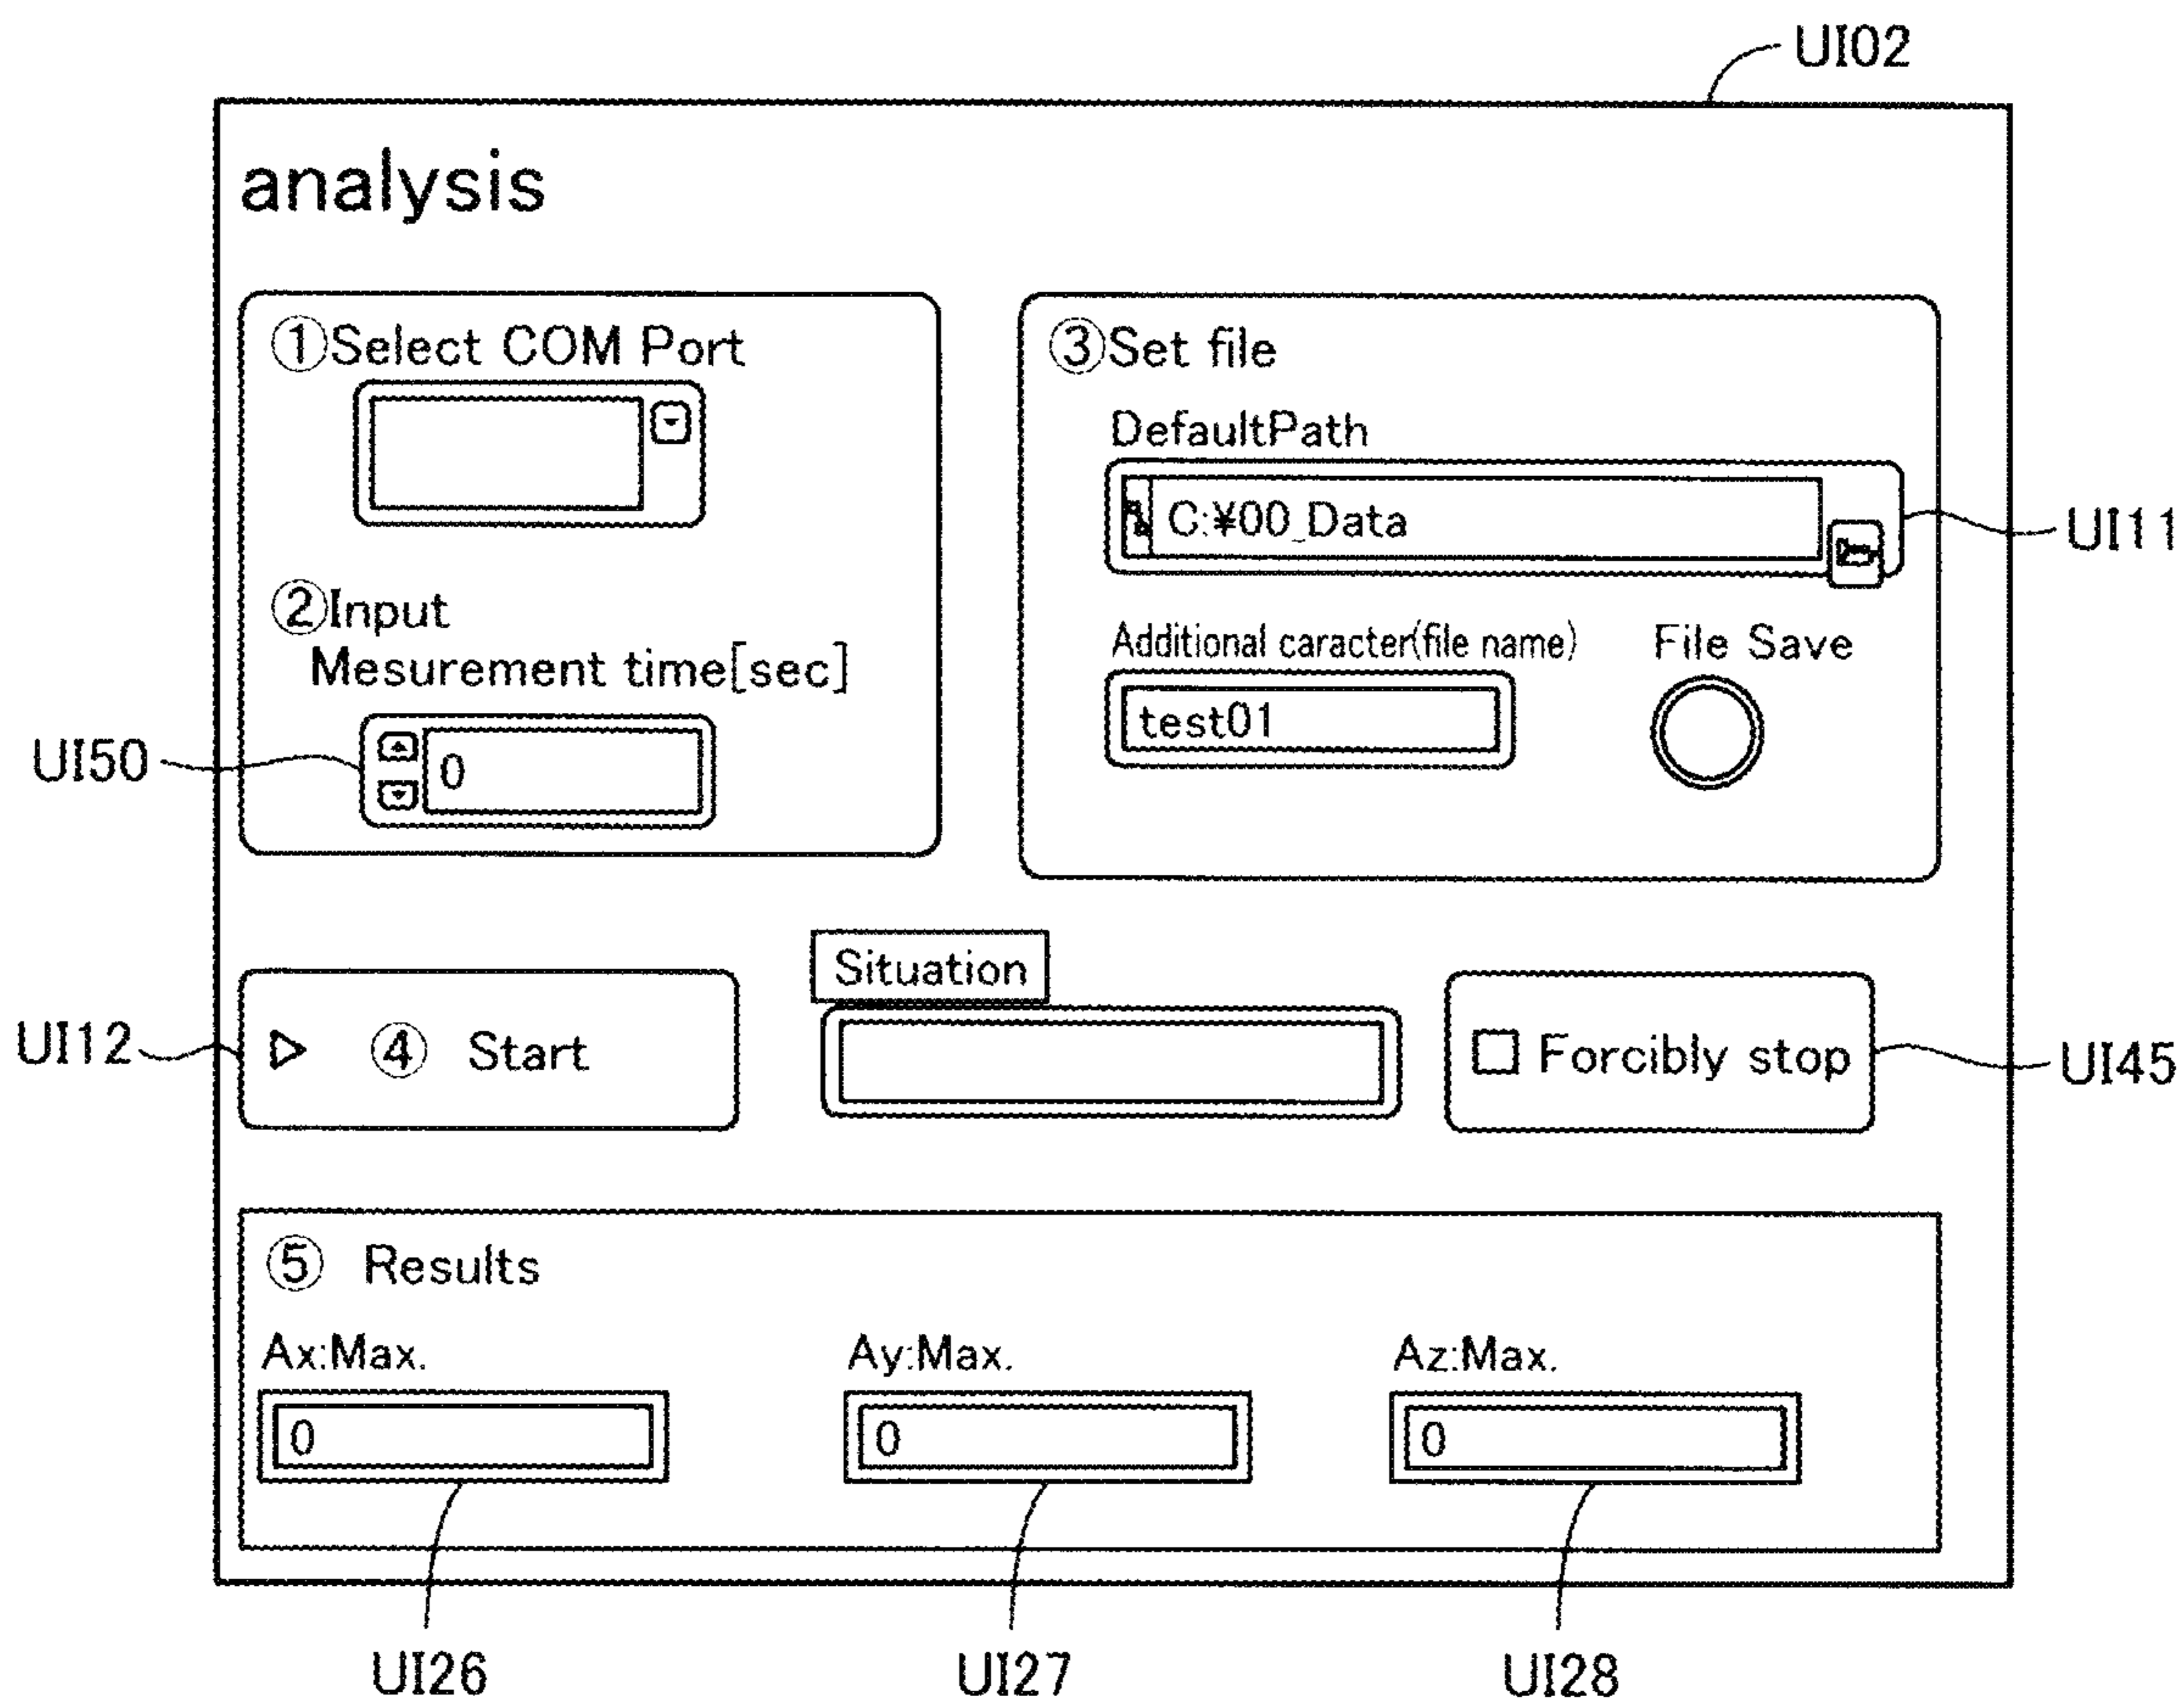 UI02
analysis
①Select COM Port
②Input
Mesurement time[sec]
UI50
0
③Set file
DefaultPath
C:¥00_Data
UI11
Additional caracter(file name)
File Save
test01
UI12
④ Start
Situation
Forcibly stop
UI45
⑤ Results
Ax:Max.
Ay:Max.
Az:Max.
0
0
0
UI26
UI27
UI28